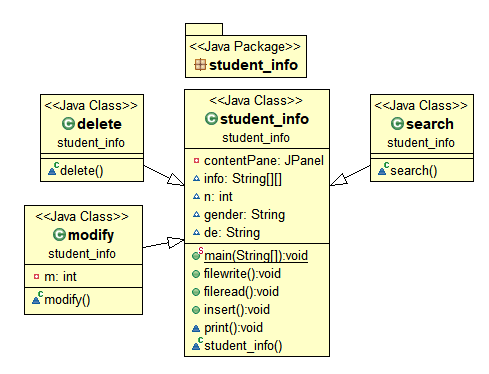 <<Java Package>>
student_info
<<Java Class>>
delete
student_info
delete()
<<Java Class>>
student_info
student_info
contentPane: JPanel
info: String[][]
n: int
gender: String
de: String
main(String[]):void
filewrite():void
fileread():void
insert():void
print():void
student_info()
<<Java Class>>
search
student_info
search()
<<Java Class>>
modify
student_info
m: int
modify()